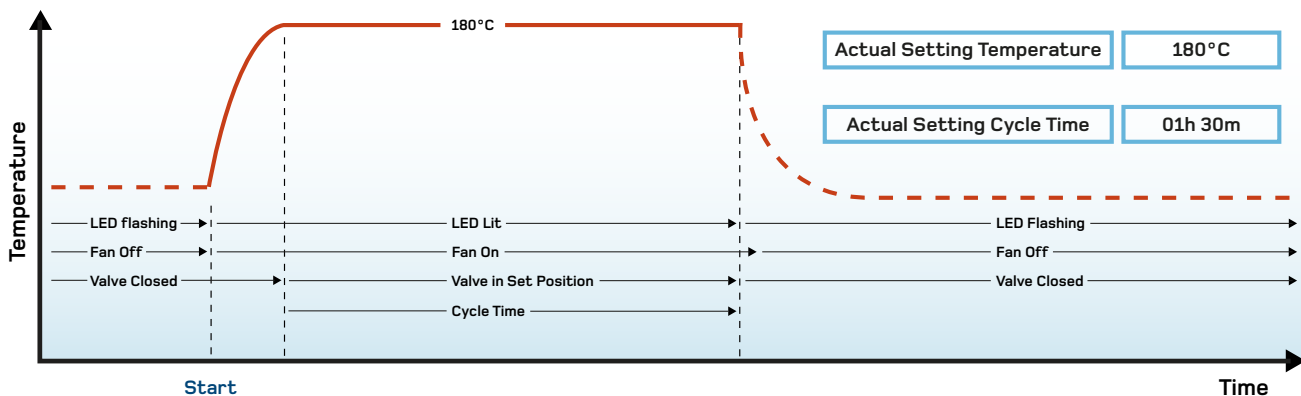 180°C
Actual Setting Temperature
180°C
Actual Setting Cycle Time
01h 30m
Temperature
LED flashing
LED Lit
LED Flashing
Fan Off
Fan On
Fan Off
Valve Closed
Valve in Set Position
Valve Closed
Cycle Time
Start
Time